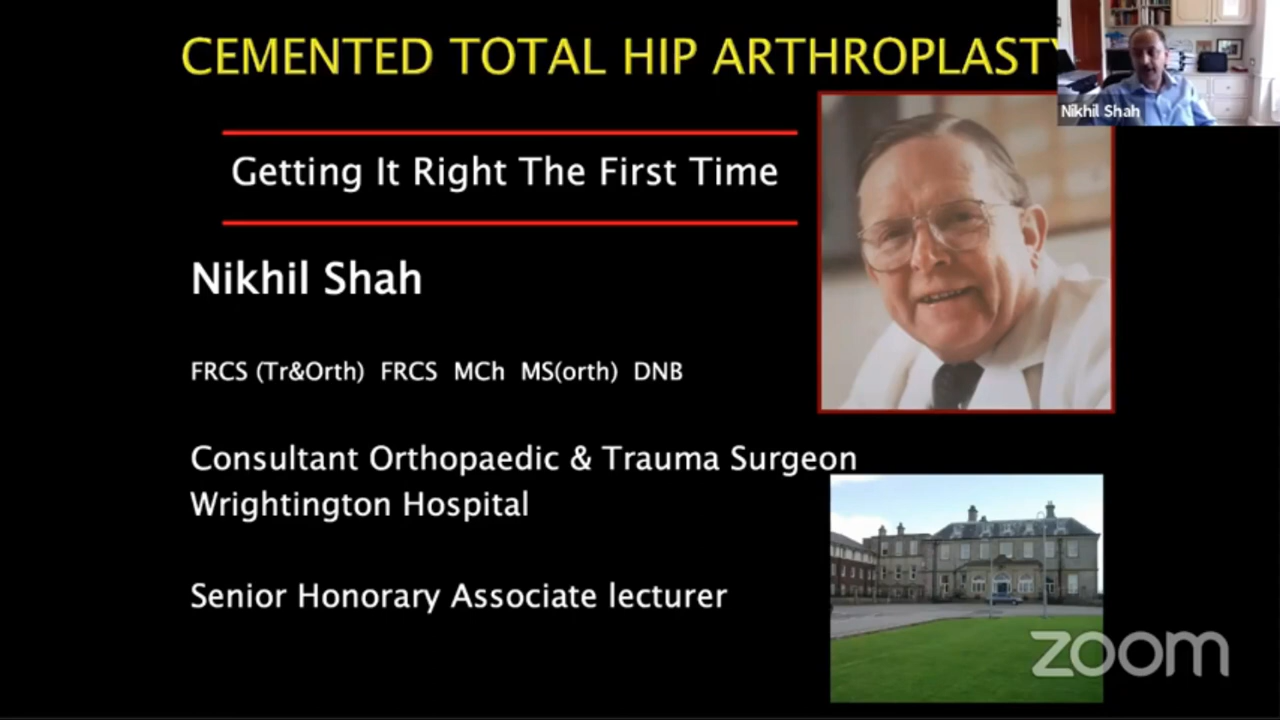 CEMENTED TOTAL HIP ARTHROPLASTY
Nikhil Shah
Getting It Right The First Time
Nikhil Shah
FRCS (Tr&Orth) FRCS MCh MS(orth) DNB
Consultant Orthopaedic & Trauma Surgeon
Wrightington Hospital
Senior Honorary Associate lecturer
zoom